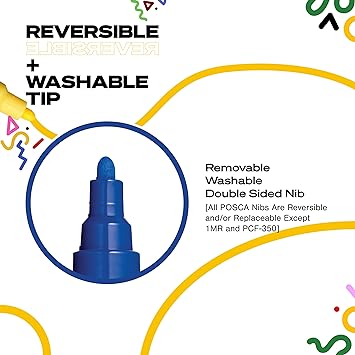 REVERSIBLE
REVERSIBLE
+
WASHABLE
TIP
Removable
Washable
Double Sided Nib
[All POSCA Nibs Are Reversible
and/or Replaceable Except
1MR and PCF-350]